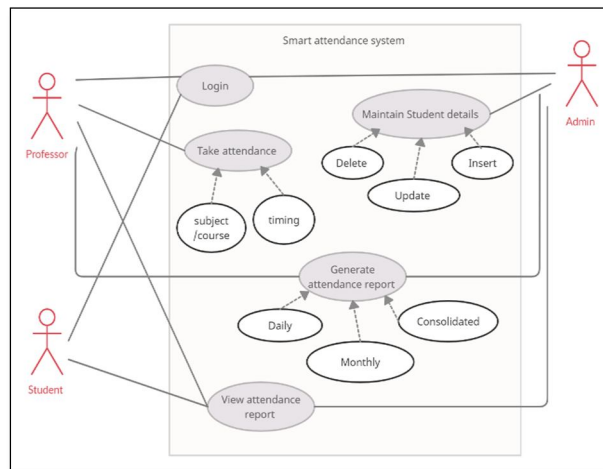 Smart attendance system
Login
Professor
Admin
Maintain Student details
Take attendance
Delete
Insert
Update
subject
/course
timing
Generate
attendance report
Daily
Consolidated
Monthly
Student
View attendance
report